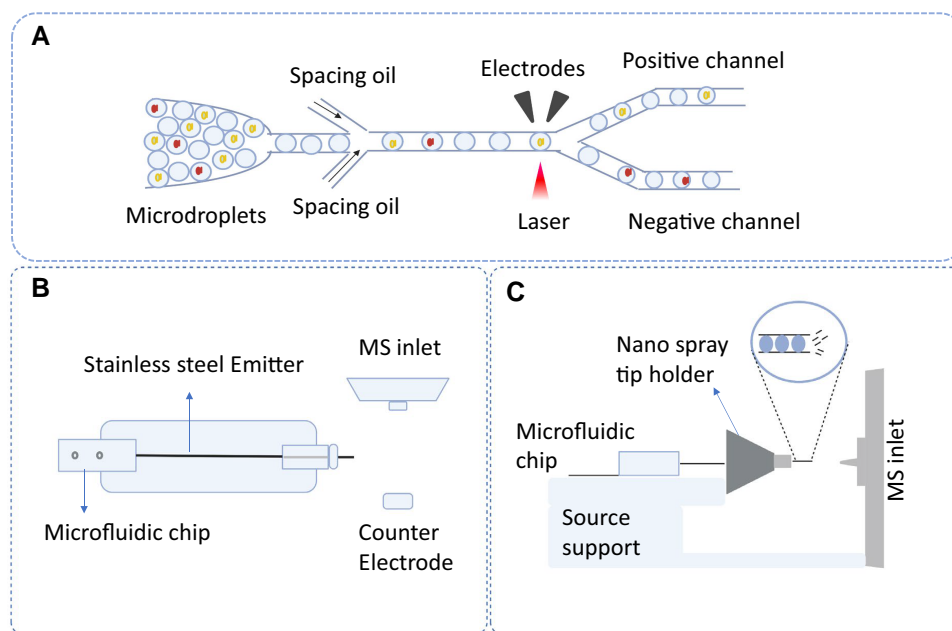 A
Spacing oil
Electrodes
Positive channel
Microdroplets
Spacing oil
Laser
Negative channel
B
Stainless steel Emitter
MS inlet
Microfluidic chip
Counter
Electrode
C
Nano spray
tip holder
Microfluidic
chip
MS inlet
Source
support